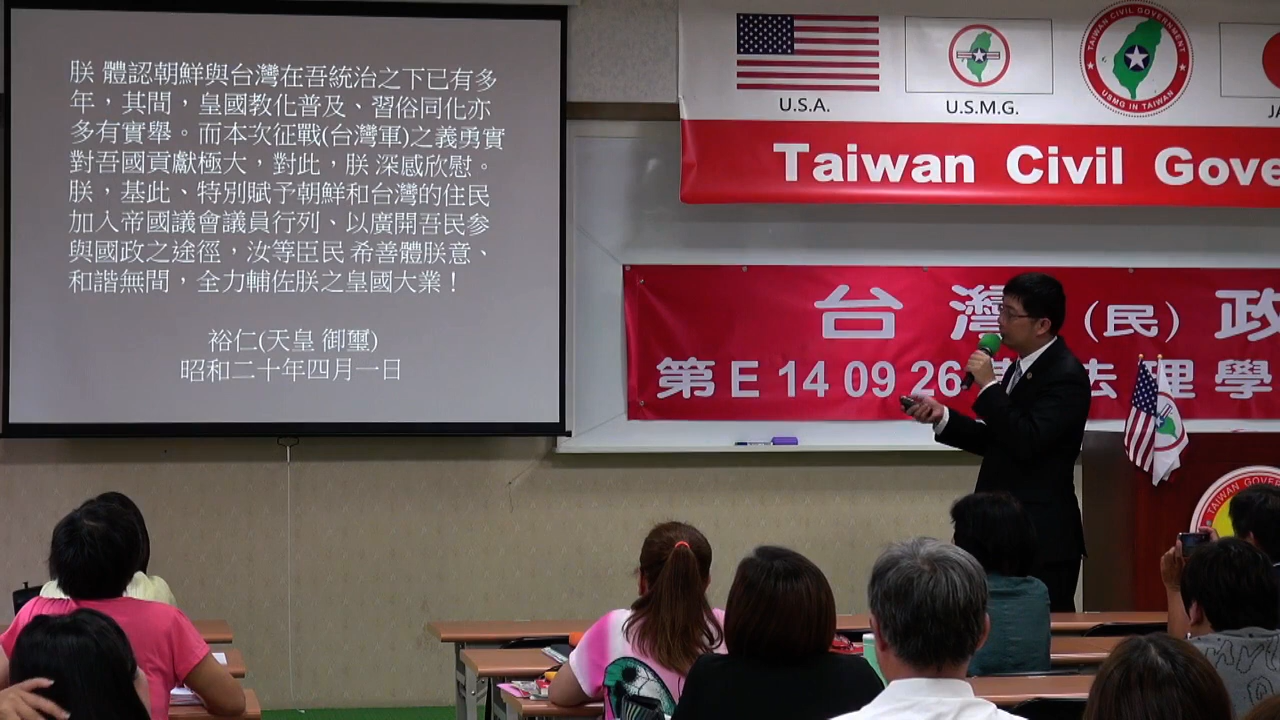 朕 體認朝鮮與台灣在吾統治之下已有多
年，其間，皇國教化普及、習俗同化亦
多有實舉。而本次征戰(台灣軍)之義勇實
對吾國貢獻極大，對此，朕 深感欣慰。
朕，基此、特別賦予朝鮮和台灣的住民
加入帝國議會議員行列、以廣開吾民參
與國政之途徑，汝等臣民 希善體朕意、
和諧無間，全力輔佐朕之皇國大業！
裕仁(天皇 御璽)
昭和二十年四月一日
U.S.A.
U.S.M.G.
TAIWAN CIVIL GOVERNMENT
USMG IN TAIWAN
JA
Taiwan Civil Gove
台灣（民）政
第E 14 09 26 法理學
TAIWAN GOVER